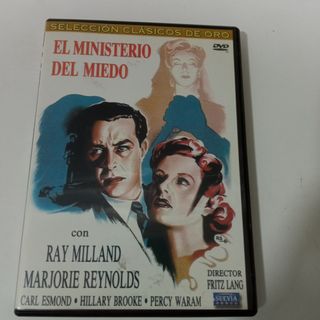 SELECCIÓN CLÁSICOS DE ORO
DVD
EL MINISTERIO
DEL MIEDO
con
RAY MILLAND
MARJORIE REYNOLDS
DIRECTOR
FRITZ LANG
CARL ESMOND · HILLARY BROOKE · PERCY WARAM
SUEVIA